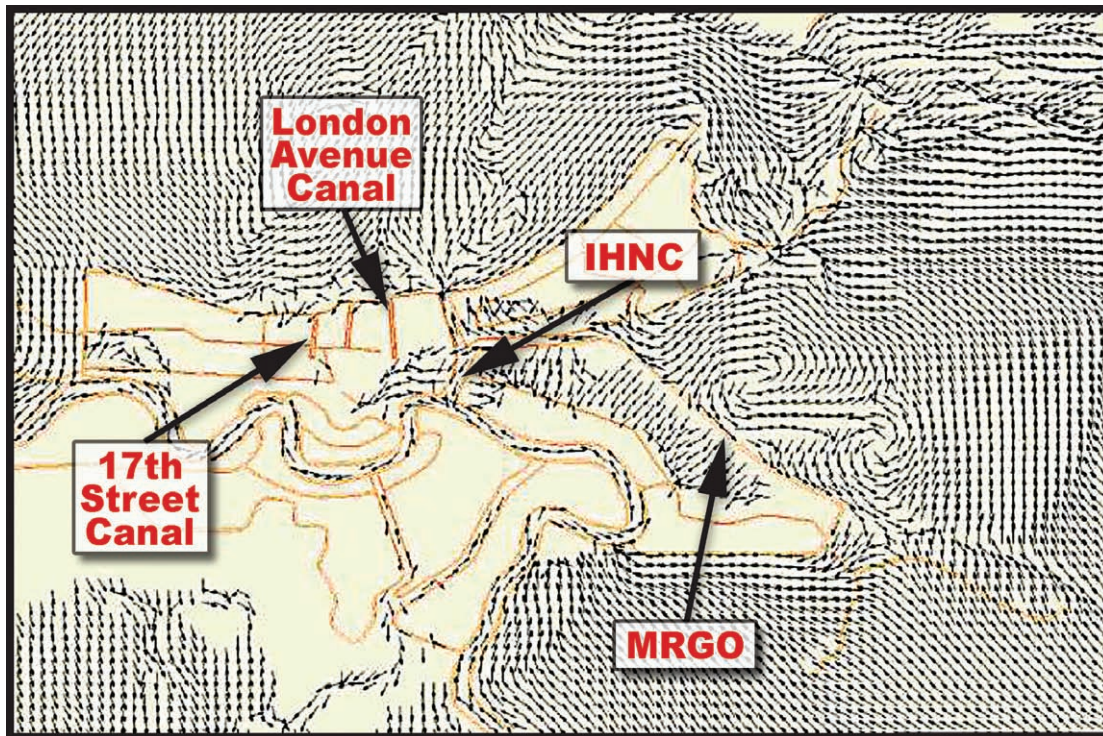 London
Avenue
Canal
IHNC
17th
Street
Canal
MRGO